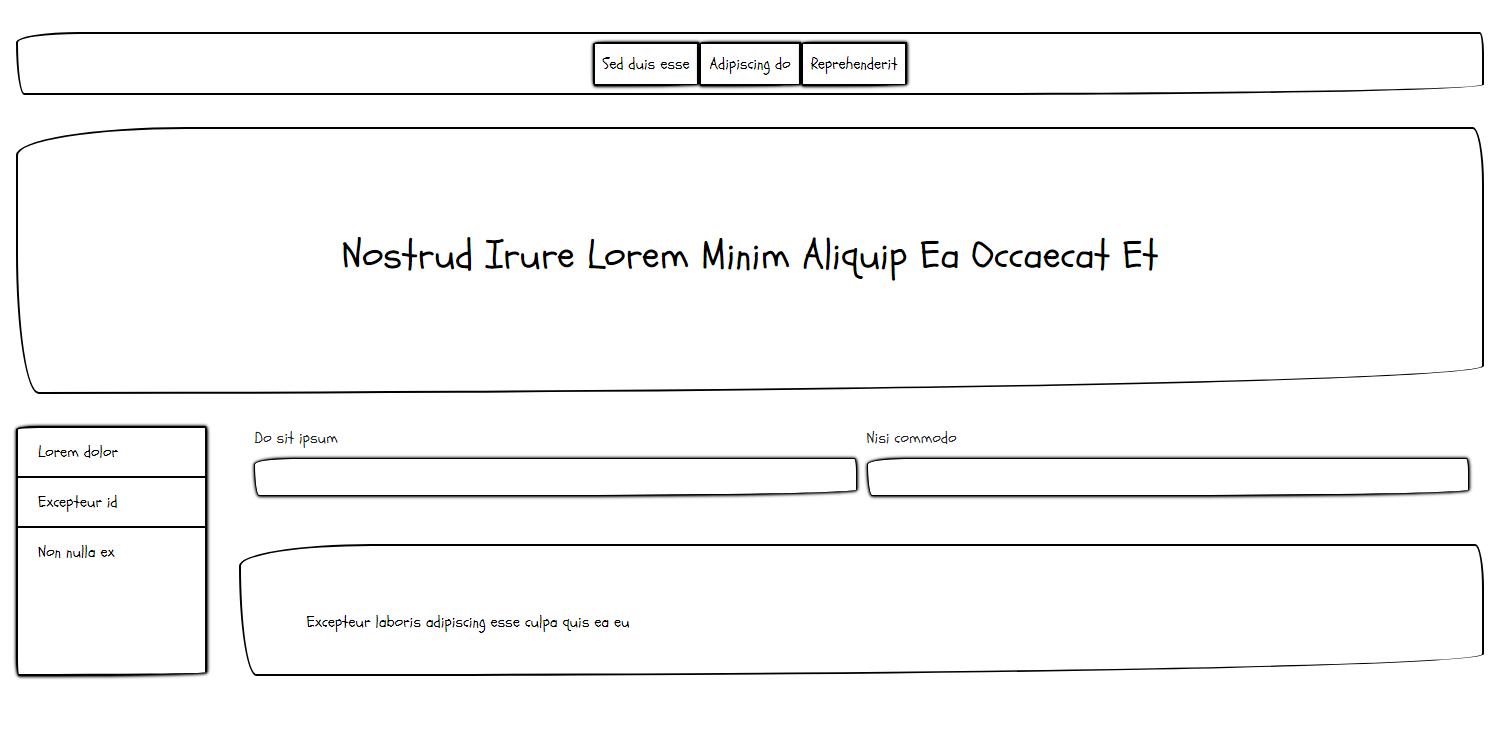 Sed duis esse
Adipiscing do
Reprehenderit
Nostrud Irure Lorem Minim Aliquip Ea Occaecat Et
Lorem dolor
Excepteur id
Non nulla ex
Do sit ipsum
Nisi commodo
Excepteur laboris adipiscing esse culpa quis ea eu